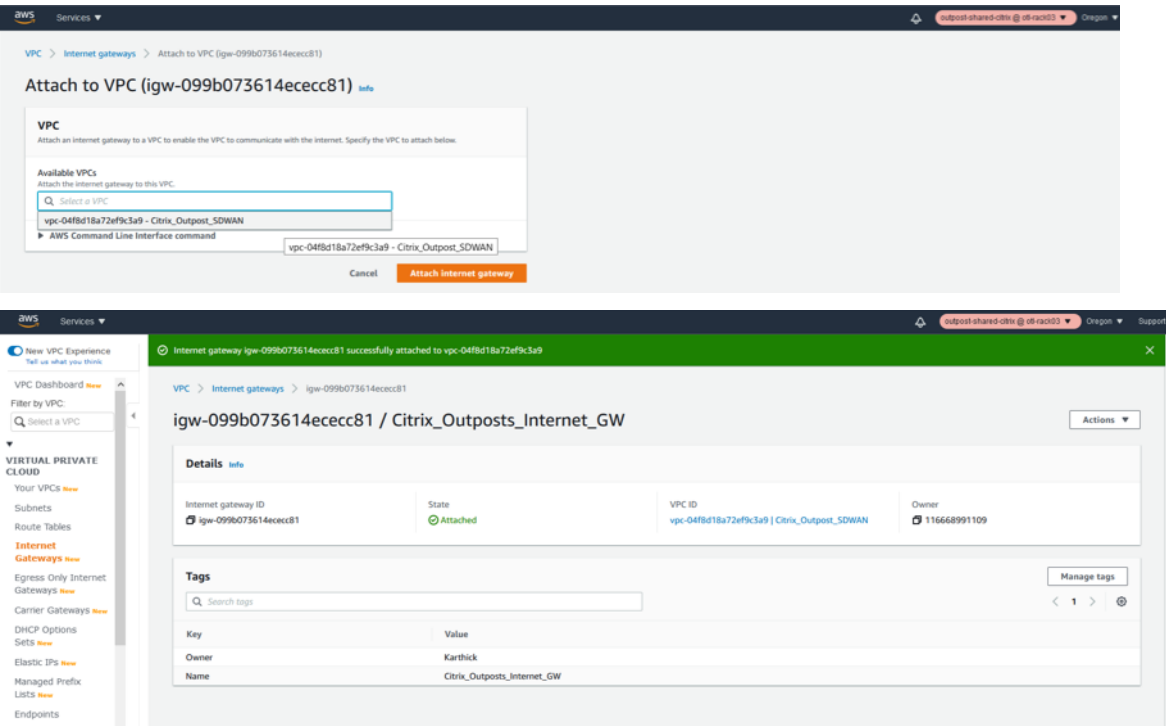 aws Services ▼ outpost-shared-citrix @ otl-rack03 ▼ Oregon ▼
VPC > Internet gateways > Attach to VPC (igw-099b073614ececc81)
Attach to VPC (igw-099b073614ececc81) Info
VPC
Attach an internet gateway to a VPC to enable the VPC to communicate with the internet. Specify the VPC to attach below.
Available VPCs
Attach the internet gateway to this VPC.
Select a VPC
vpc-04f8d18a72ef9c3a9 - Citrix_Outpost_SDWAN
▶ AWS Command Line Interface command
vpc-04f8d18a72ef9c3a9 - Citrix_Outpost_SDWAN
Cancel Attach internet gateway
aws Services ▼ outpost-shared-citrix @ otl-rack03 ▼ Oregon ▼ Support
New VPC Experience
Tell us what you think
Internet gateway igw-099b073614ececc81 successfully attached to vpc-04f8d18a72ef9c3a9
VPC Dashboard New
Filter by VPC:
Select a VPC
VIRTUAL PRIVATE
CLOUD
Your VPCs New
Subnets
Route Tables
Internet
Gateways New
Egress Only Internet
Gateways New
Carrier Gateways New
DHCP Options
Sets New
Elastic IPs New
Managed Prefix
Lists New
Endpoints
VPC > Internet gateways > igw-099b073614ececc81
igw-099b073614ececc81 / Citrix_Outposts_Internet_GW
Actions ▼
Details Info
Internet gateway ID State VPC ID Owner
igw-099b073614ececc81 Attached vpc-04f8d18a72ef9c3a9 | Citrix_Outpost_SDWAN 116668991109
Tags Manage tags
Search tags < 1 >
Key Value
Owner Karthick
Name Citrix_Outposts_Internet_GW